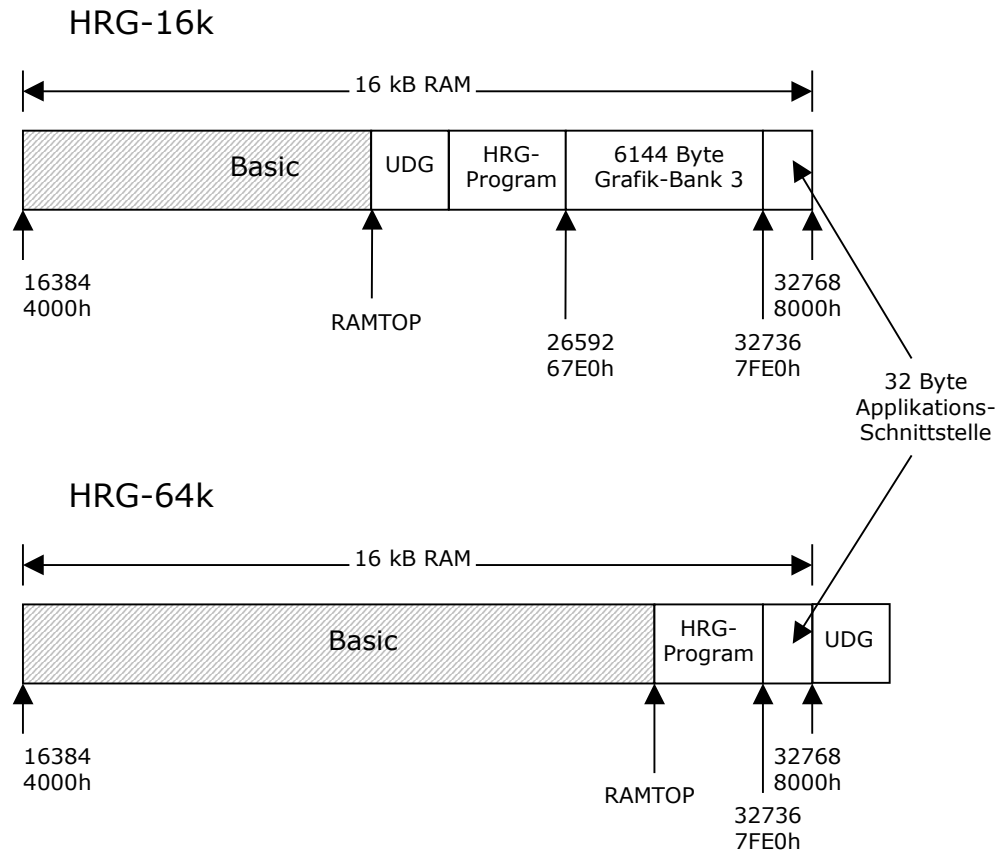 HRG-16k
16 kB RAM
Basic
UDG
HRG-
Program
6144 Byte
Grafik-Bank 3
16384
4000h
RAMTOP
26592
67E0h
32736
7FE0h
32768
8000h
32 Byte
Applikations-
Schnittstelle
HRG-64k
16 kB RAM
Basic
HRG-
Program
UDG
16384
4000h
RAMTOP
32736
7FE0h
32768
8000h